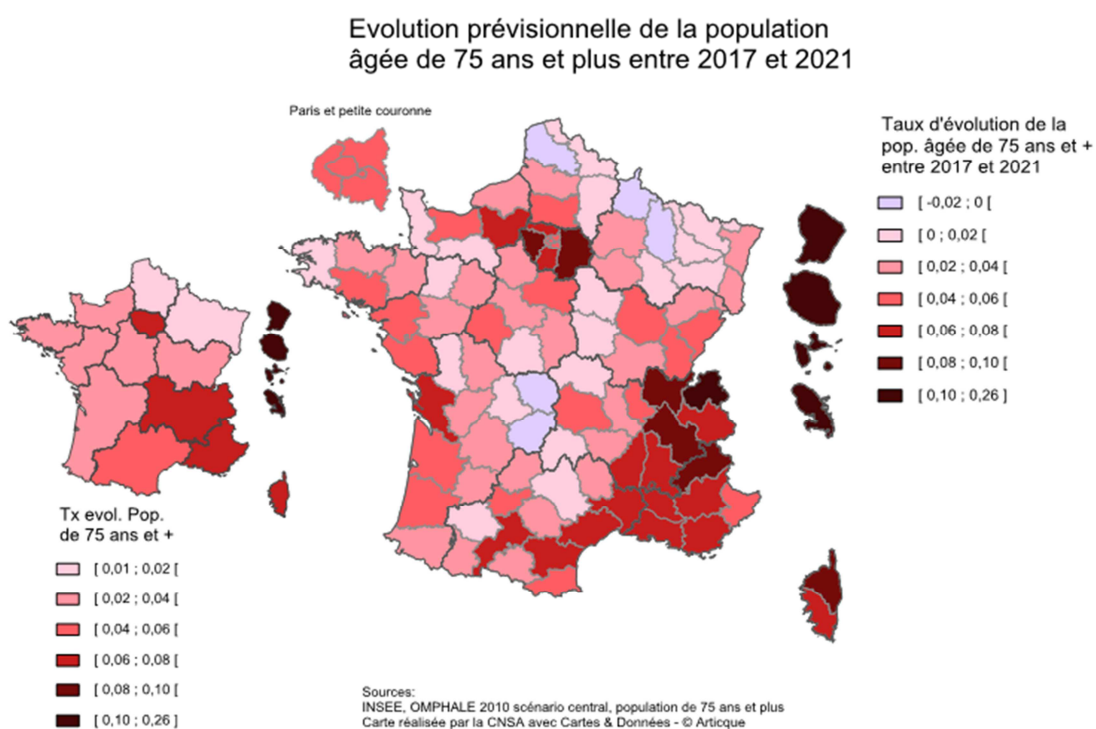 Evolution prévisionnelle de la population
âgée de 75 ans et plus entre 2017 et 2021
Paris et petite couronne
Taux d'évolution de la
pop. âgée de 75 ans et +
entre 2017 et 2021
[ -0,02 ; 0 [
[ 0 ; 0,02 [
[ 0,02 ; 0,04 [
[ 0,04 ; 0,06 [
[ 0,06 ; 0,08 [
[ 0,08 ; 0,10 [
[ 0,10 ; 0,26 ]
Tx evol. Pop.
de 75 ans et +
[ 0,01 ; 0,02 [
[ 0,02 ; 0,04 [
[ 0,04 ; 0,06 [
[ 0,06 ; 0,08 [
[ 0,08 ; 0,10 [
[ 0,10 ; 0,26 ]
Sources:
INSEE, OMPHALE 2010 scénario central, population de 75 ans et plus
Carte réalisée par la CNSA avec Cartes & Données - © Articque